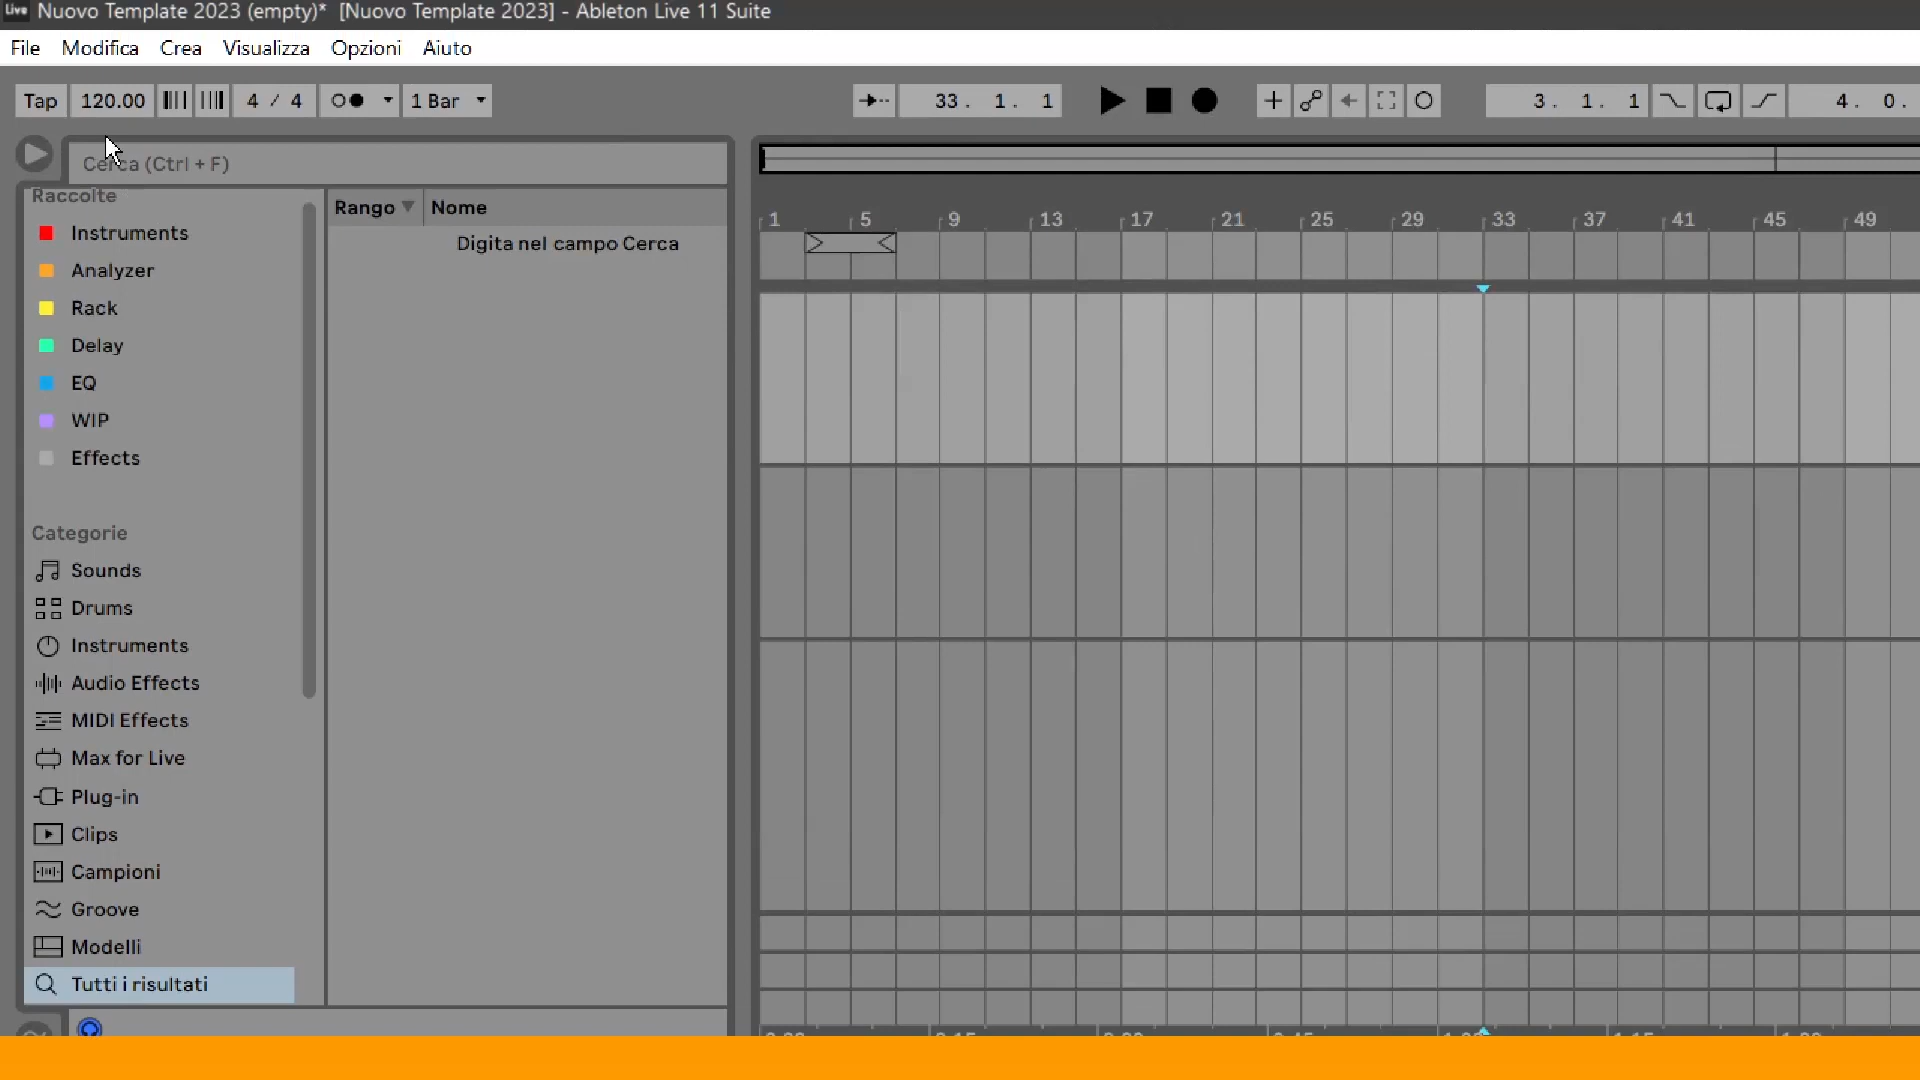 Live Nuovo Template 2023 (empty)* [Nuovo Template 2023] - Ableton Live 11 Suite
File Modifica Crea Visualizza Opzioni Aiuto
Tap 120.00 4 / 4 1 Bar 33. 1. 1 3. 1. 1 4. 0.
Cerca (Ctrl + F)
Raccolte
Instruments
Analyzer
Rack
Delay
EQ
WIP
Effects
Categorie
Sounds
Drums
Instruments
Audio Effects
MIDI Effects
Max for Live
Plug-in
Clips
Campioni
Groove
Modelli
Tutti i risultati
Rango Nome
Digita nel campo Cerca
1 5 9 13 17 21 25 29 33 37 41 45 49